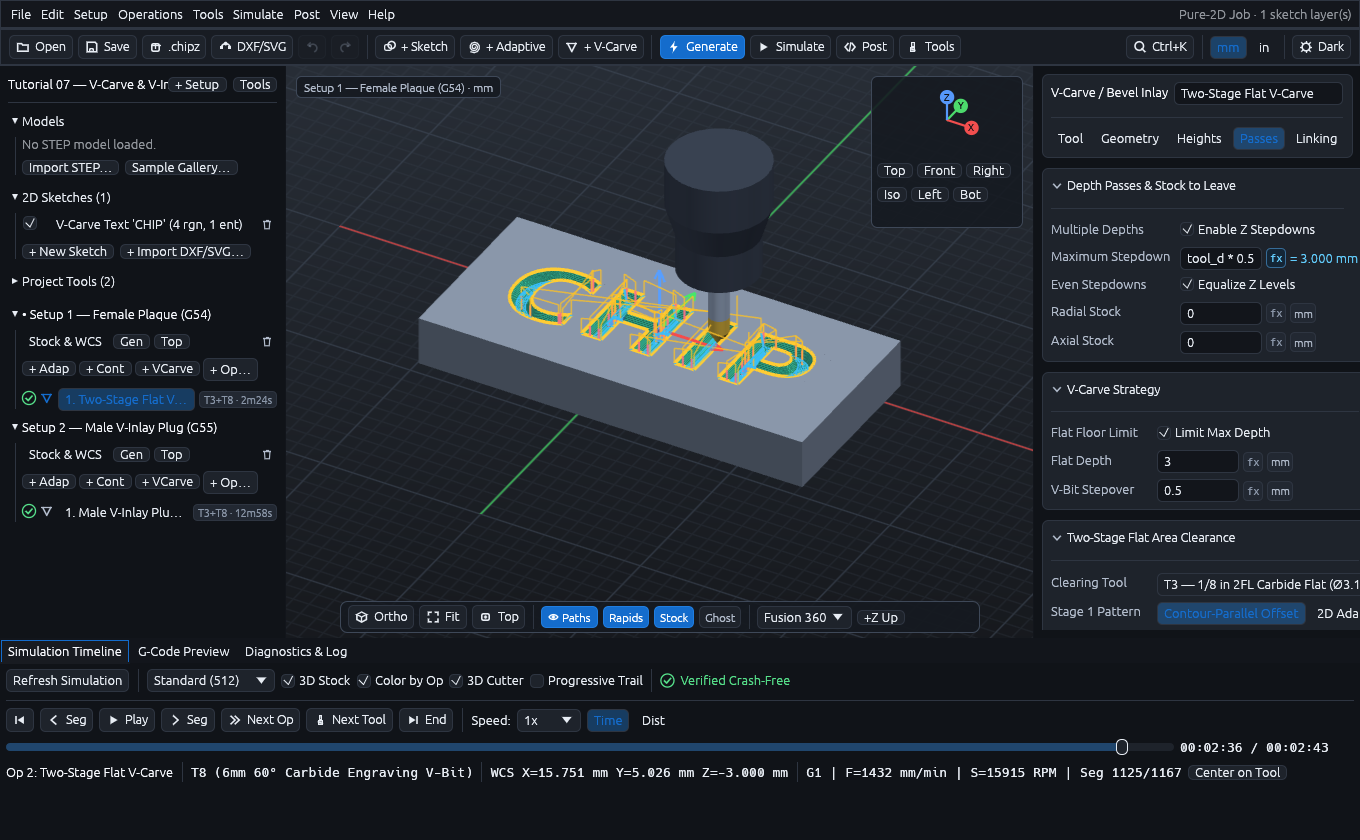 File Edit Setup Operations Tools Simulate Post View Help
Pure-2D Job · 1 sketch layer(s)
Open Save .chipz DXF/SVG + Sketch + Adaptive + V-Carve Generate Simulate Post Tools Ctrl+K mm in Dark
Tutorial 07 — V-Carve & V-Ir + Setup Tools
Models
No STEP model loaded.
Import STEP… Sample Gallery…
2D Sketches (1)
V-Carve Text 'CHIP' (4 rgn, 1 ent)
+ New Sketch + Import DXF/SVG…
Project Tools (2)
• Setup 1 — Female Plaque (G54)
Stock & WCS Gen Top
+ Adap + Cont + VCarve + Op…
1. Two-Stage Flat V… T3+T8 · 2m24s
Setup 2 — Male V-Inlay Plug (G55)
Stock & WCS Gen Top
+ Adap + Cont + VCarve + Op…
1. Male V-Inlay Plu… T3+T8 · 12m58s
Setup 1 — Female Plaque (G54) · mm
Z Y X
Top Front Right
Iso Left Bot
CHIP
Ortho Fit Top Paths Rapids Stock Ghost Fusion 360 +Z Up
V-Carve / Bevel Inlay Two-Stage Flat V-Carve
Tool Geometry Heights Passes Linking
Depth Passes & Stock to Leave
Multiple Depths Enable Z Stepdowns
Maximum Stepdown tool_d * 0.5 fx = 3.000 mm
Even Stepdowns Equalize Z Levels
Radial Stock 0 fx mm
Axial Stock 0 fx mm
V-Carve Strategy
Flat Floor Limit Limit Max Depth
Flat Depth 3 fx mm
V-Bit Stepover 0.5 fx mm
Two-Stage Flat Area Clearance
Clearing Tool T3 — 1/8 in 2FL Carbide Flat (Ø3.1
Stage 1 Pattern Contour-Parallel Offset 2D Ada
Simulation Timeline G-Code Preview Diagnostics & Log
Refresh Simulation Standard (512) 3D Stock Color by Op 3D Cutter Progressive Trail Verified Crash-Free
Seg Play Seg Next Op Next Tool End Speed: 1x Time Dist
00:02:36 / 00:02:43
Op 2: Two-Stage Flat V-Carve T8 (6mm 60° Carbide Engraving V-Bit) WCS X=15.751 mm Y=5.026 mm Z=-3.000 mm G1 | F=1432 mm/min | S=15915 RPM | Seg 1125/1167 Center on Tool